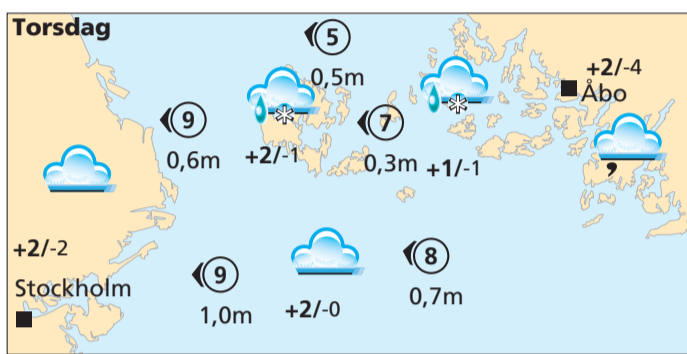 Torsdag
5
0,5m
+2/-4
Åbo
9
0,6m
+2/-1
7
0,3m
+1/-1
+2/-2
Stockholm
9
1,0m
+2/-0
8
0,7m